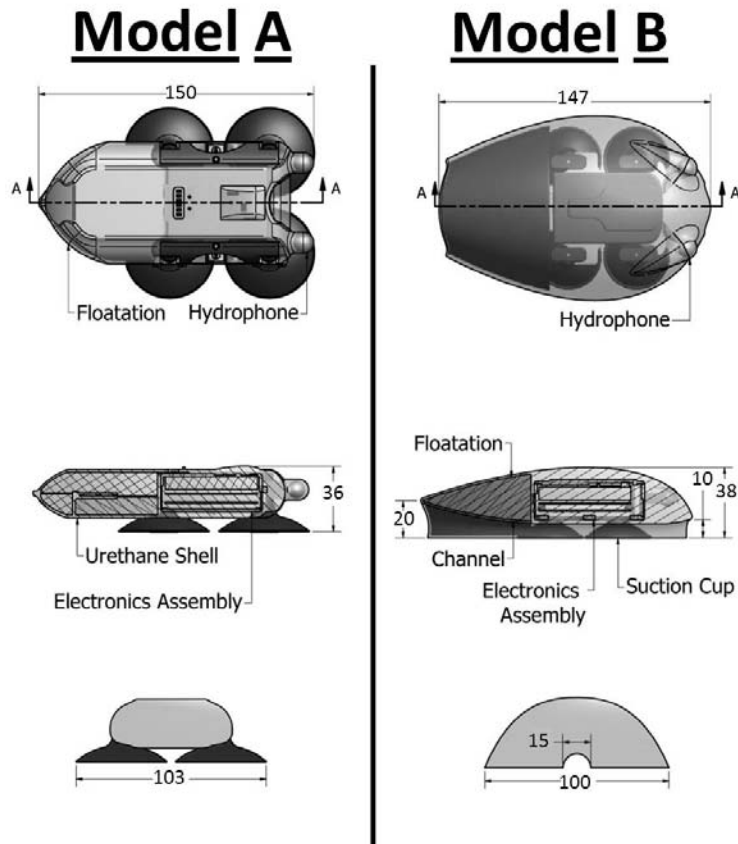 Model A
150
A
A
Floatation
Hydrophone
36
Urethane Shell
Electronics Assembly
103
Model B
147
A
A
Hydrophone
Floatation
10
38
20
Channel
Electronics
Assembly
Suction Cup
15
100